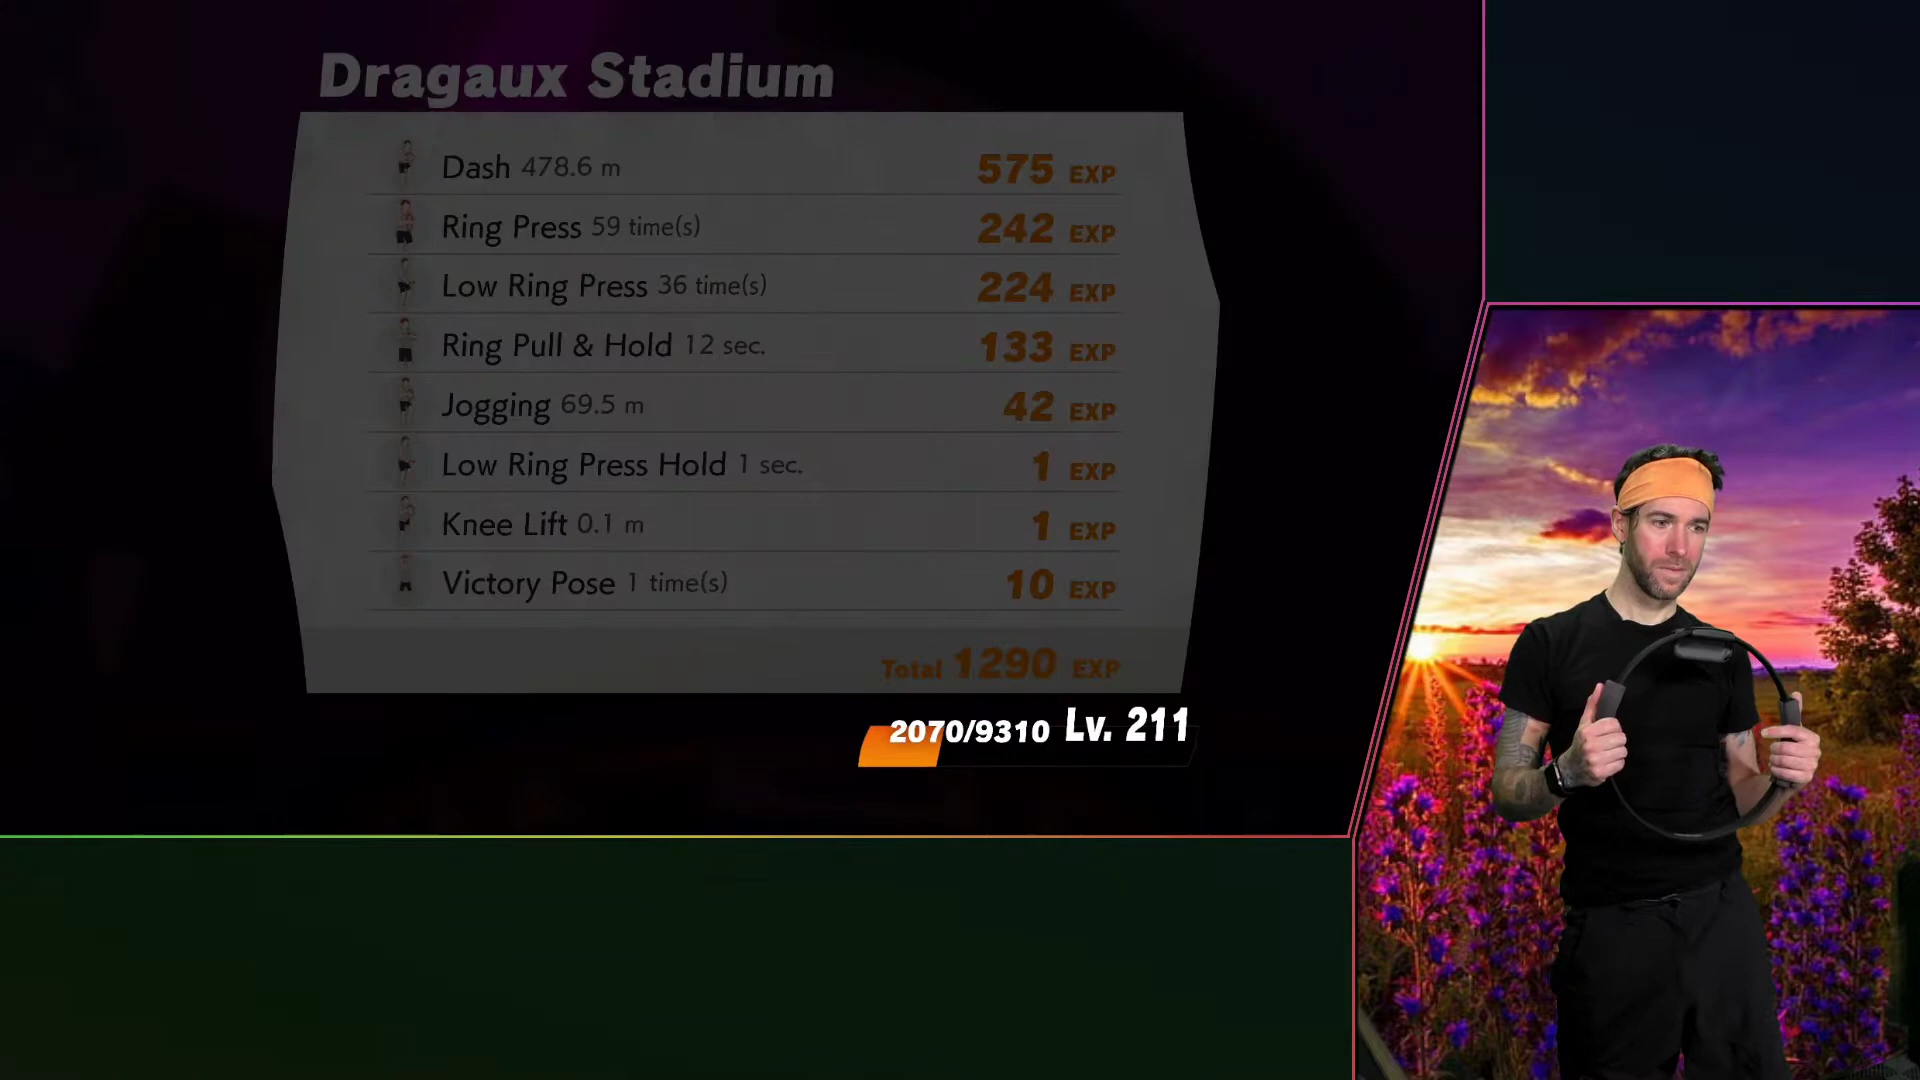 Dragaux Stadium
Dash 478.6 m 575 EXP
Ring Press 59 time(s) 242 EXP
Low Ring Press 36 time(s) 224 EXP
Ring Pull & Hold 12 sec. 133 EXP
Jogging 69.5 m 42 EXP
Low Ring Press Hold 1 sec. 1 EXP
Knee Lift 0.1 m 1 EXP
Victory Pose 1 time(s) 10 EXP
Total 1290 EXP
2070/9310 Lv. 211